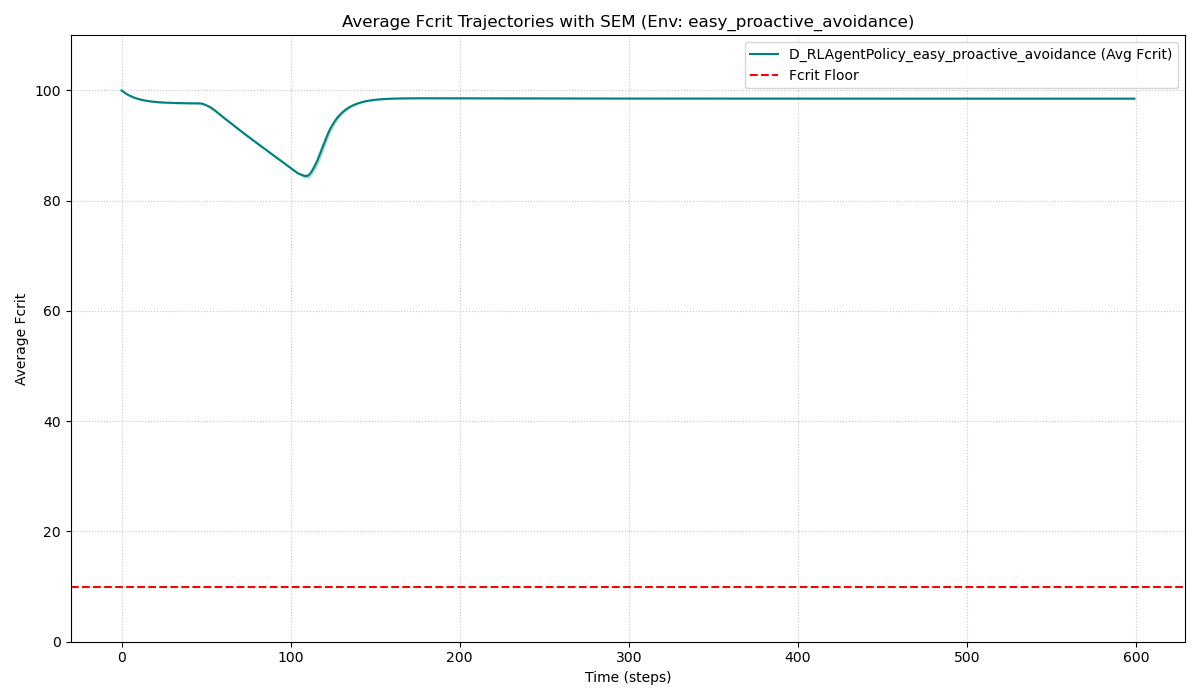 Average Fcrit Trajectories with SEM (Env: easy_proactive_avoidance)
D_RLAgentPolicy_easy_proactive_avoidance (Avg Fcrit)
Fcrit Floor
Average Fcrit
100
80
60
40
20
0
0 100 200 300 400 500 600
Time (steps)